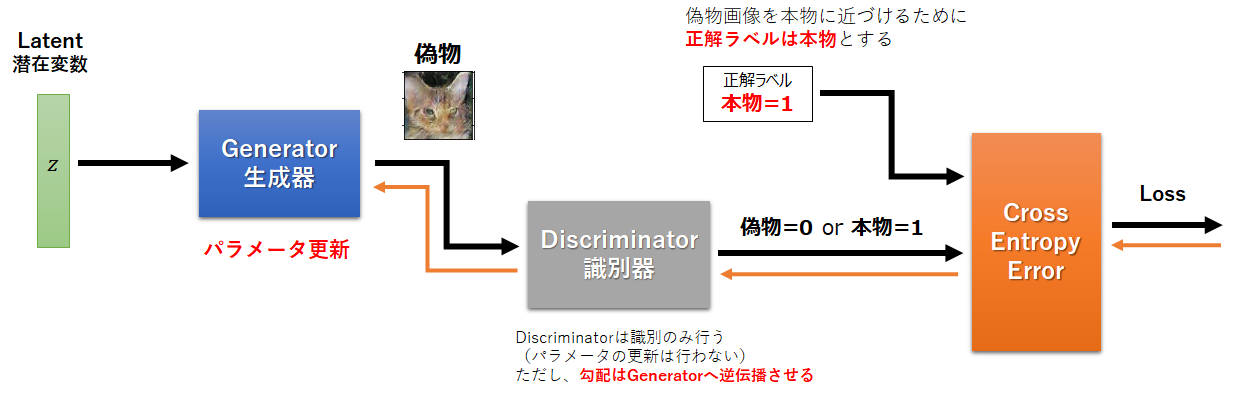 Latent
潜在変数
z
Generator
生成器
パラメータ更新
偽物
偽物画像を本物に近づけるために
正解ラベルは本物とする
正解ラベル
本物=1
Discriminator
識別器
偽物=0 or 本物=1
Discriminatorは識別のみ行う
（パラメータの更新は行わない）
ただし、勾配はGeneratorへ逆伝播させる
Cross
Entropy
Error
Loss